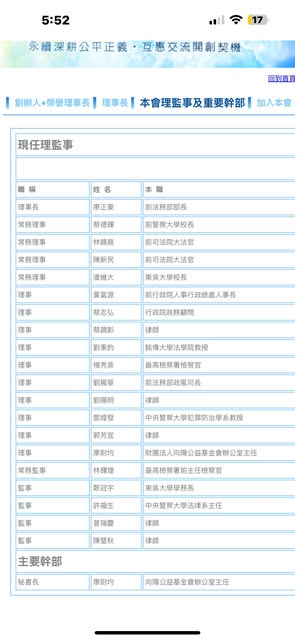 5:52
17
永續深耕公平正義・互惠交流開創契機
回到首頁
創辦人●榮譽理事長 理事長 本會理監事及重要幹部 加入本會
現任理監事
職 稱 姓 名 本 職
理事長 廖正豪 前法務部部長
常務理事 蔡德輝 前警察大學校長
常務理事 林錫堯 前司法院大法官
常務理事 陳新民 前司法院大法官
常務理事 潘維大 東吳大學校長
理事 黃富源 前行政院人事行政總處人事長
理事 蔡志弘 行政院政務顧問
理事 蔡調彰 律師
理事 劉秉鈞 銘傳大學法學院教授
理事 楊秀美 最高檢察署檢察官
理事 劉展華 前法務部政風司長
理事 劉陽明 律師
理事 鄧煌發 中央警察大學犯罪防治學系教授
理事 郭芳宜 律師
理事 廖尉均 財團法人向陽公益基金會辦公室主任
常務監事 林輝煌 最高檢察署前主任檢察官
監事 鄭冠宇 東吳大學學務長
監事 許福生 中央警察大學法律系主任
監事 曾瑞慶 律師
監事 陳瑩秋 律師
主要幹部
秘書長 廖尉均 向陽公益基金會辦公室主任